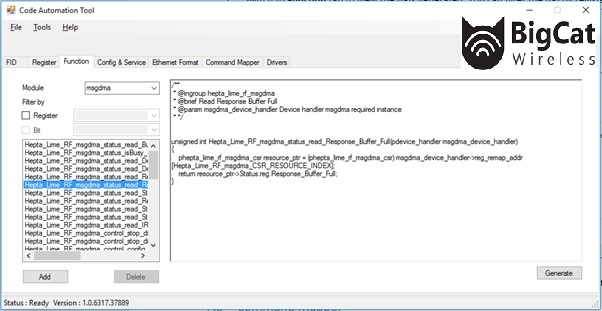 Code Automation Tool
BigCat
Wireless
File Tools Help
FID Register Function Config & Service Ethernet Format Command Mapper Drivers
Module msgdma
Filter by
Register
Bit
Hepta_Lime_RF_msgdma_status_read_Bu
Hepta_Lime_RF_msgdma_status_isBusy_
Hepta_Lime_RF_msgdma_status_read_De
Hepta_Lime_RF_msgdma_status_read_De
Hepta_Lime_RF_msgdma_status_read_Re
Hepta_Lime_RF_msgdma_status_read_Re
Hepta_Lime_RF_msgdma_status_read_St
Hepta_Lime_RF_msgdma_status_read_Re
Hepta_Lime_RF_msgdma_status_read_St
Hepta_Lime_RF_msgdma_status_read_St
Hepta_Lime_RF_msgdma_status_read_IR
Hepta_Lime_RF_msgdma_control_stop_di
Hepta_Lime_RF_msgdma_control_stop_di
Hepta_Lime_RF_msgdma_control_config
/**
* @ingroup hepta_lime_rf_msgdma
* @brief Read Response Buffer Full
* @param msgdma_device_handler Device handler msgdma required instance
* **/
unsigned int Hepta_Lime_RF_msgdma_status_read_Response_Buffer_Full(pdevice_handler msgdma_device_handler)
{
phepta_lime_rf_msgdma_csr resource_ptr = (phepta_lime_rf_msgdma_csr) msgdma_device_handler->reg_remap_addr
[Hepta_Lime_RF_msgdma_CSR_RESOURCE_INDEX];
return resource_ptr->Status.reg.Response_Buffer_Full;
}
Add Delete
Generate
Status : Ready Version : 1.0.6317.37889